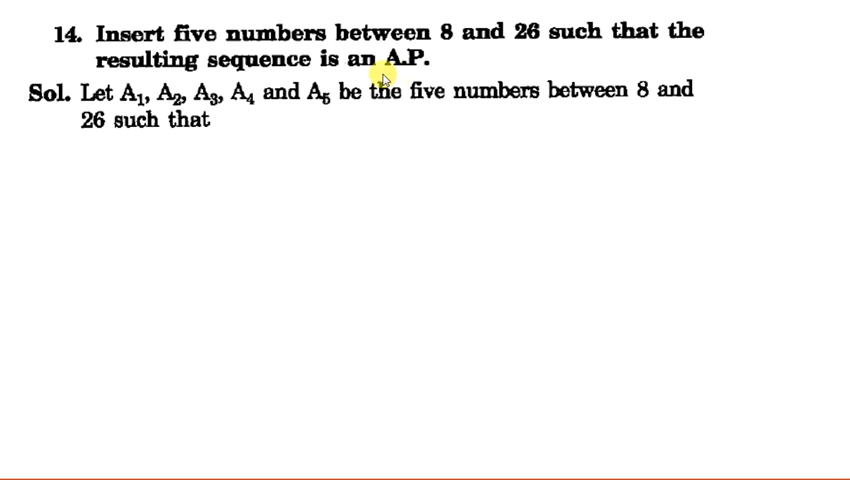 14. Insert five numbers between 8 and 26 such that the
resulting sequence is an A.P.
Sol. Let A₁, A₂, A₃, A₄ and A₅ be the five numbers between 8 and
26 such that